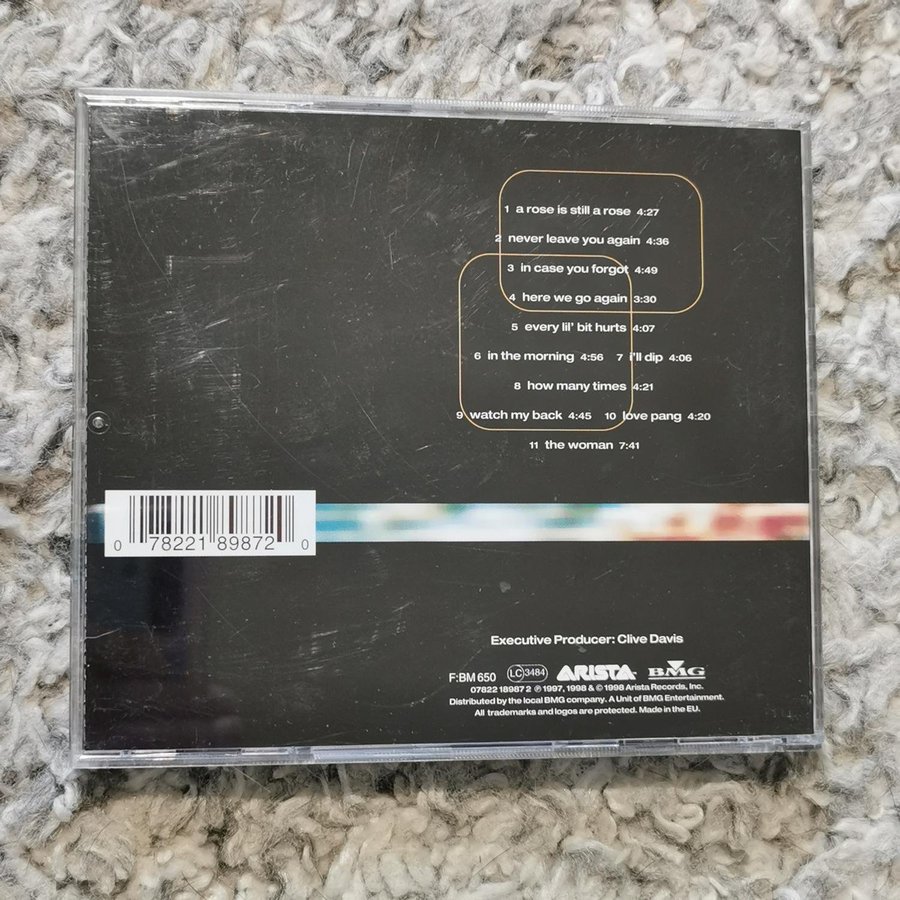 1 a rose is still a rose 4:27
2 never leave you again 4:36
3 in case you forgot 4:49
4 here we go again 3:30
5 every lil' bit hurts 4:07
6 in the morning 4:56 7 i'll dip 4:06
8 how many times 4:21
9 watch my back 4:45 10 love pang 4:20
11 the woman 7:41
0 78221 89872 0
Executive Producer: Clive Davis
F:BM 650 LC 3484 ARISTA BMG
07822 18987 2 ℗ 1997, 1998 & © 1998 Arista Records, Inc.
Distributed by the local BMG company. A Unit of BMG Entertainment.
All trademarks and logos are protected. Made in the EU.